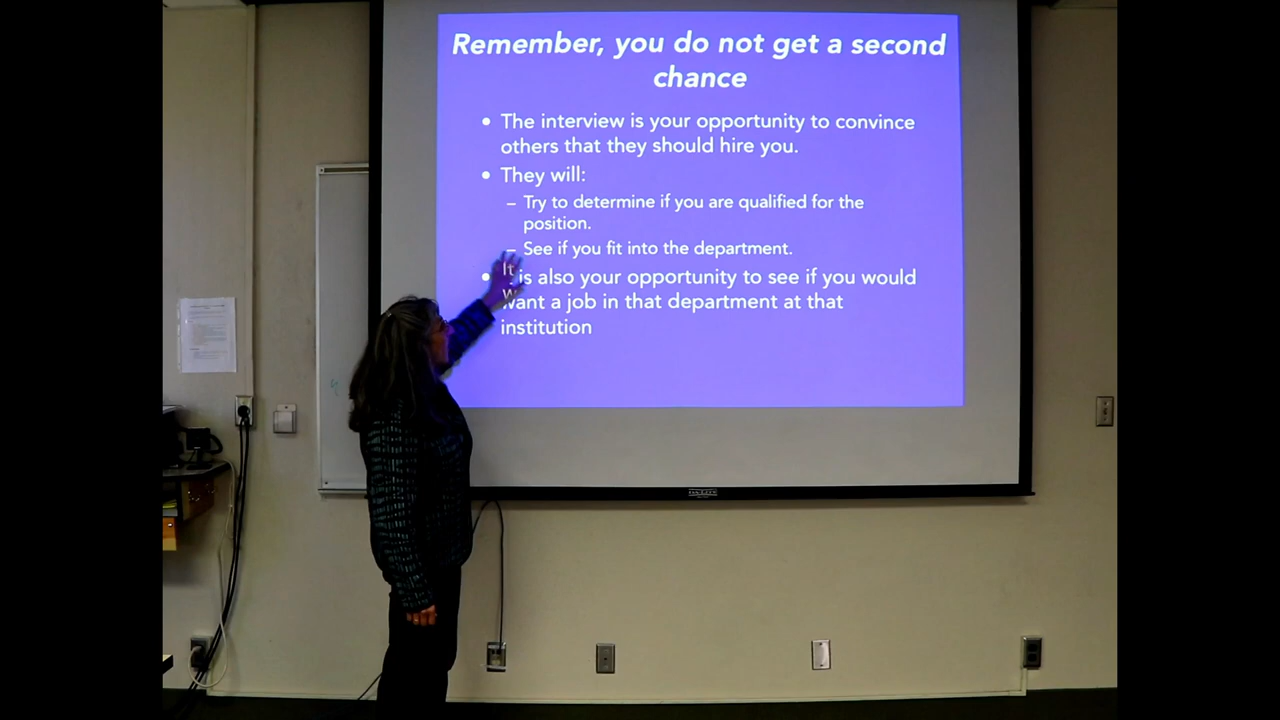 Remember, you do not get a second
chance
• The interview is your opportunity to convince
others that they should hire you.
• They will:
– Try to determine if you are qualified for the
position.
– See if you fit into the department.
• It is also your opportunity to see if you would
want a job in that department at that
institution